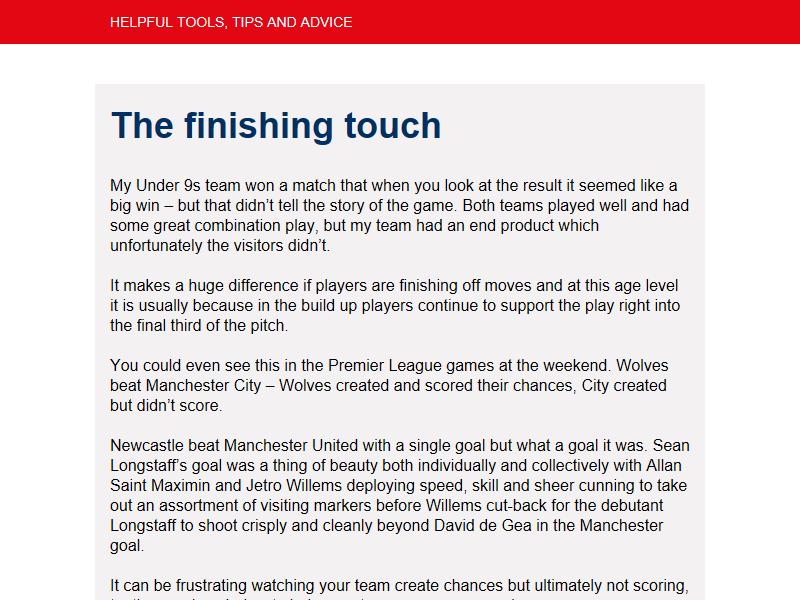 HELPFUL TOOLS, TIPS AND ADVICE
The finishing touch
My Under 9s team won a match that when you look at the result it seemed like a
big win – but that didn’t tell the story of the game. Both teams played well and had
some great combination play, but my team had an end product which
unfortunately the visitors didn’t.
It makes a huge difference if players are finishing off moves and at this age level
it is usually because in the build up players continue to support the play right into
the final third of the pitch.
You could even see this in the Premier League games at the weekend. Wolves
beat Manchester City – Wolves created and scored their chances, City created
but didn’t score.
Newcastle beat Manchester United with a single goal but what a goal it was. Sean
Longstaff’s goal was a thing of beauty both individually and collectively with Allan
Saint Maximin and Jetro Willems deploying speed, skill and sheer cunning to take
out an assortment of visiting markers before Willems cut-back for the debutant
Longstaff to shoot crisply and cleanly beyond David de Gea in the Manchester
goal.
It can be frustrating watching your team create chances but ultimately not scoring,